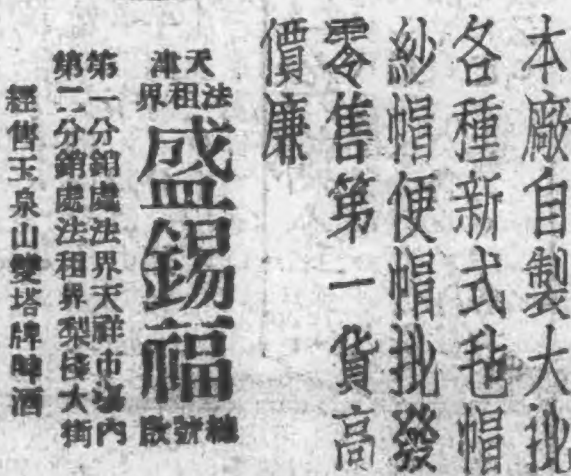 本廠自製大批
各種新式毡帽
紗帽便帽批發
零售第一貨高
價廉
天津
法租界
盛錫福
總號啟
第一分銷處法界天祥市場內
第二分銷處法租界梨棧大街
經售玉泉山雙塔牌啤酒